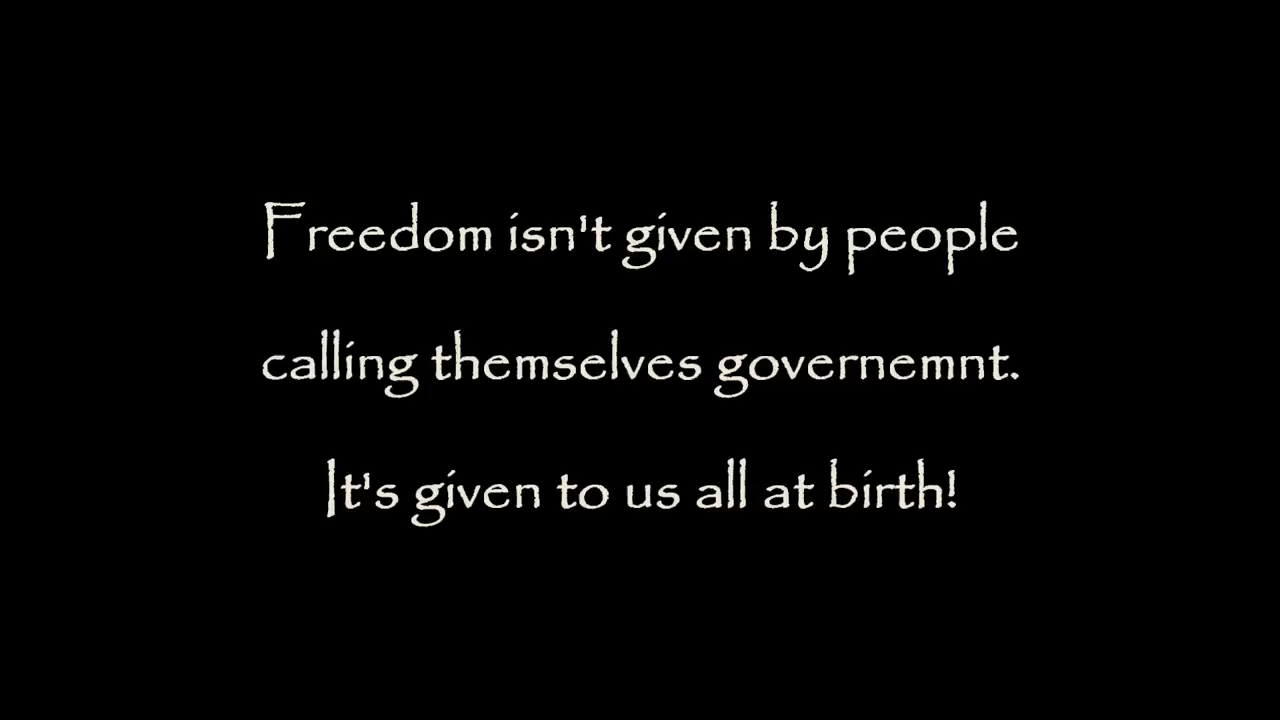 Freedom isn't given by people
calling themselves governemnt.
It's given to us all at birth!